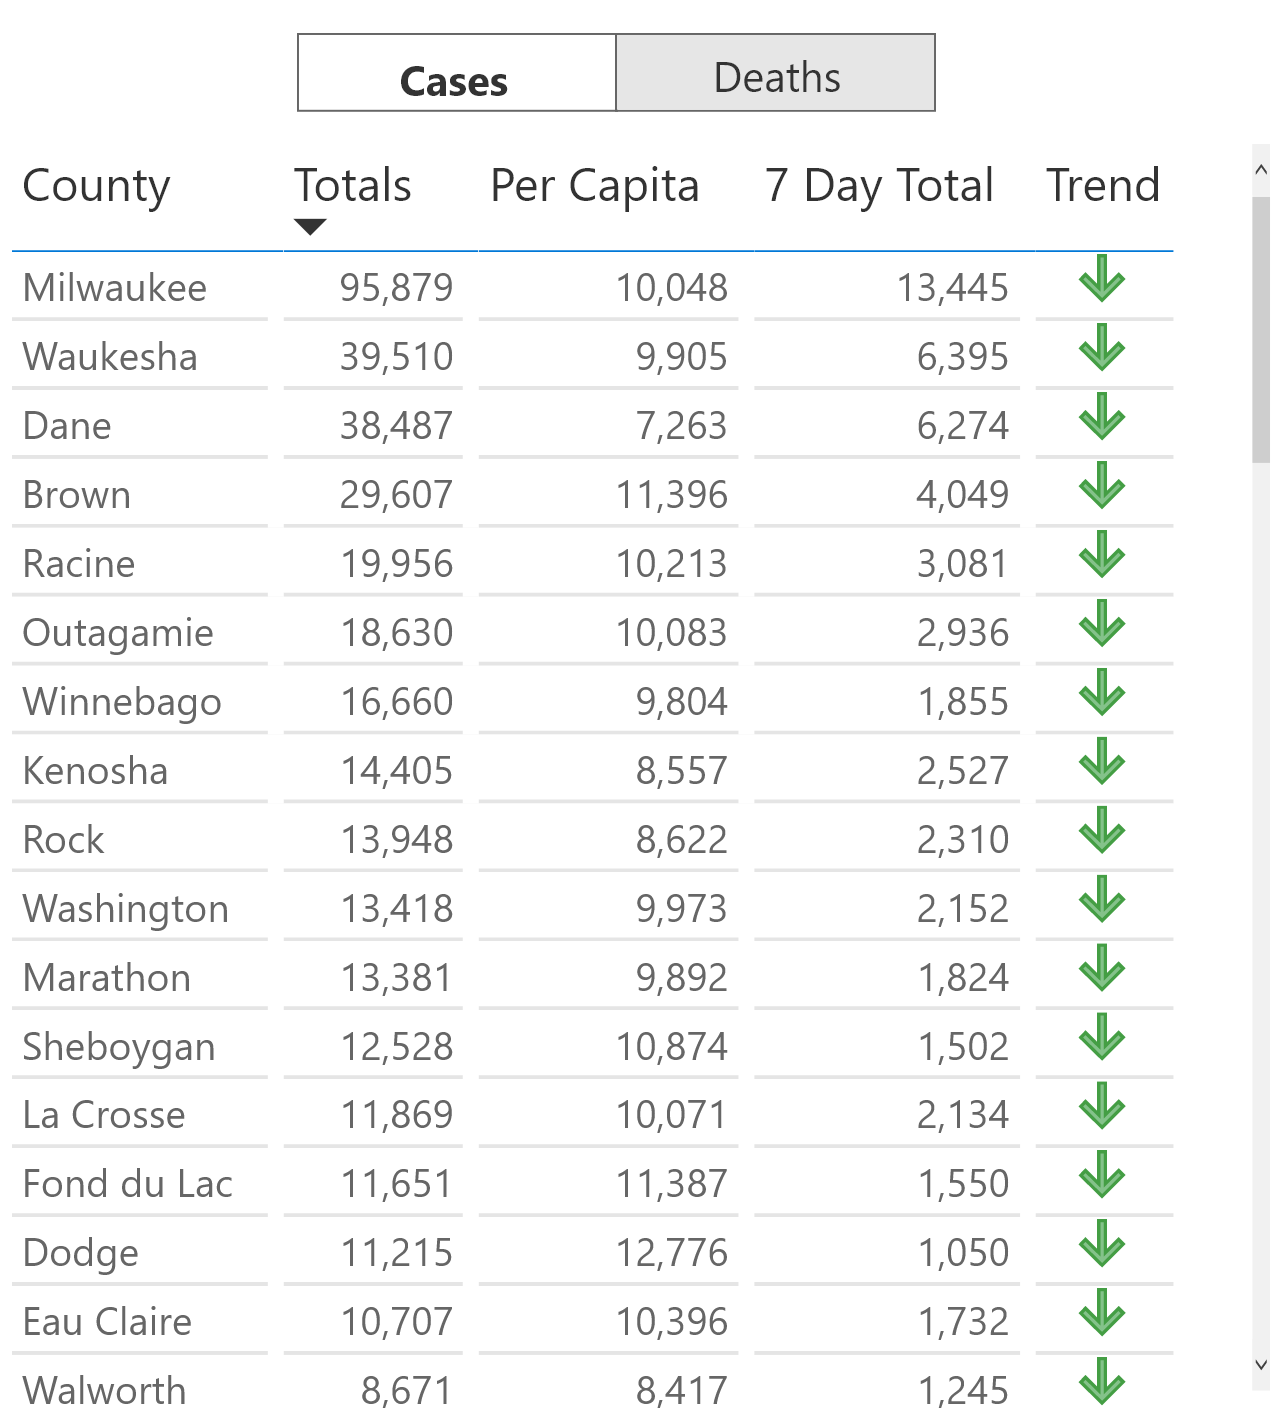 Cases Deaths
County Totals Per Capita 7 Day Total Trend
Milwaukee 95,879 10,048 13,445
Waukesha 39,510 9,905 6,395
Dane 38,487 7,263 6,274
Brown 29,607 11,396 4,049
Racine 19,956 10,213 3,081
Outagamie 18,630 10,083 2,936
Winnebago 16,660 9,804 1,855
Kenosha 14,405 8,557 2,527
Rock 13,948 8,622 2,310
Washington 13,418 9,973 2,152
Marathon 13,381 9,892 1,824
Sheboygan 12,528 10,874 1,502
La Crosse 11,869 10,071 2,134
Fond du Lac 11,651 11,387 1,550
Dodge 11,215 12,776 1,050
Eau Claire 10,707 10,396 1,732
Walworth 8,671 8,417 1,245